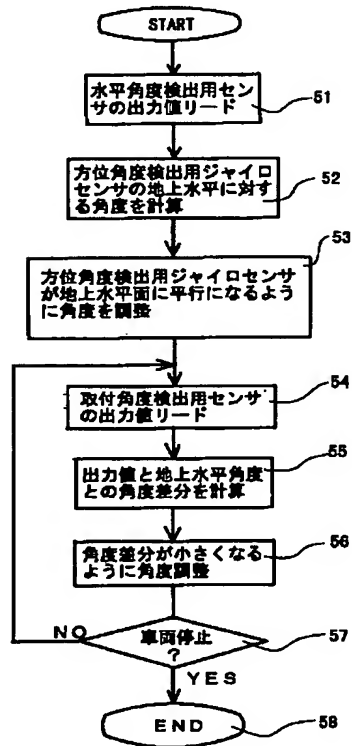 START
水平角度検出用セン
サの出力値リード
51
方位角度検出用ジャイロ
センサの地上水平に対す
る角度を計算
52
53
方位角度検出用ジャイロセンサ
が地上水平面に平行になるよう
に角度を調整
54
取付角度検出用センサ
の出力値リード
55
出力値と地上水平角度
との角度差分を計算
56
角度差分が小さくなる
ように角度調整
NO
車両停止
?
57
YES
END
58